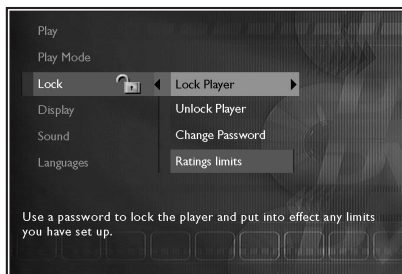 Play
Play Mode
Lock
Display
Sound
Languages
Lock Player
Unlock Player
Change Password
Ratings limits
Use a password to lock the player and put into effect any limits
you have set up.